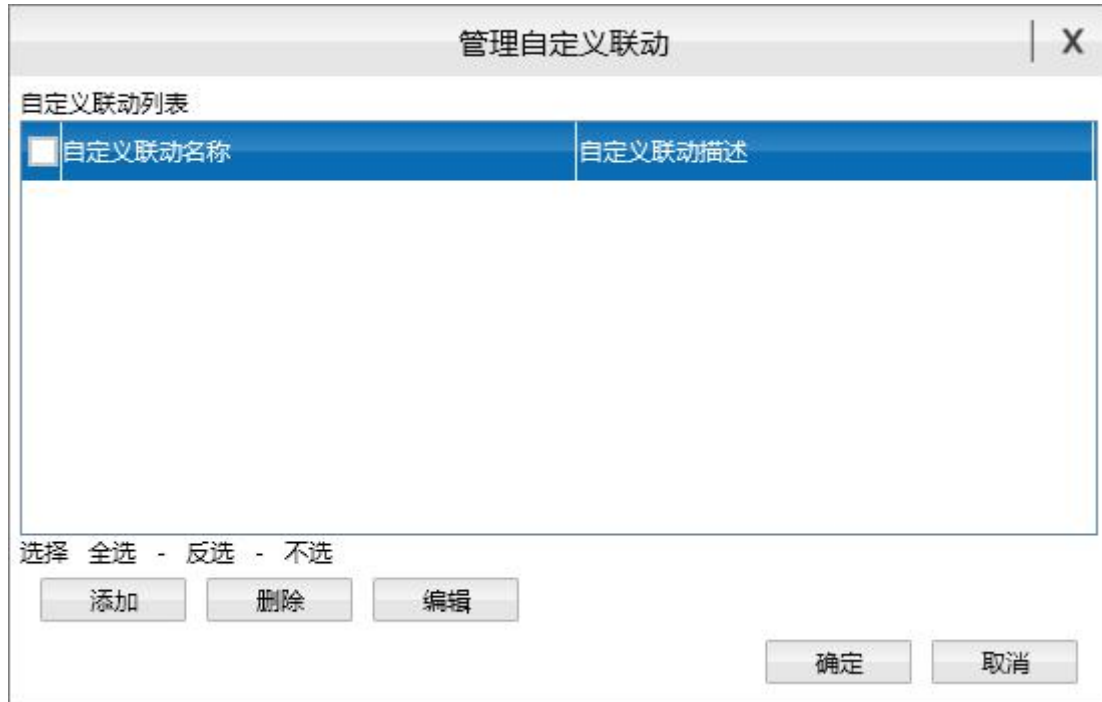 管理自定义联动 X
自定义联动列表
自定义联动名称 自定义联动描述
选择 全选 - 反选 - 不选
添加 删除 编辑
确定 取消